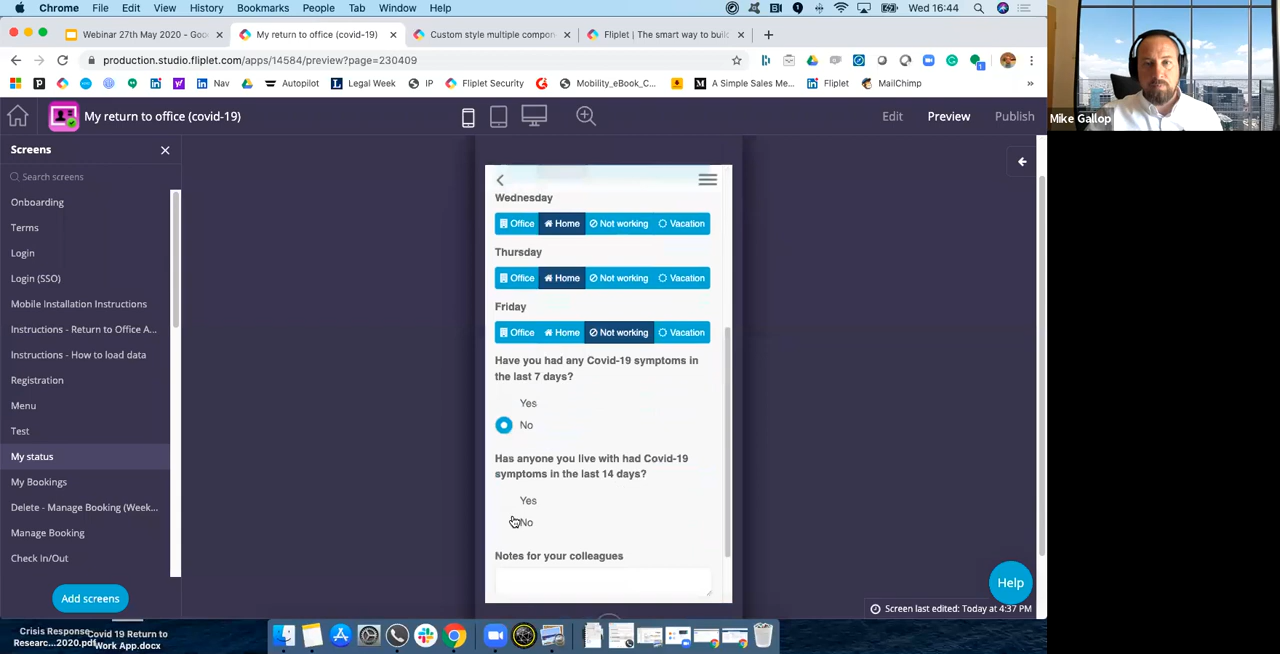 Chrome File Edit View History Bookmarks People Tab Window Help Wed 16:44
Webinar 27th May 2020 - Goo
My return to office (covid-19)
Custom style multiple compon
Fliplet | The smart way to buil
production.studio.fliplet.com/apps/14584/preview?page=230409
Nav
Autopilot
Legal Week
IP
Fliplet Security
Mobility_eBook_C...
A Simple Sales Me...
Fliplet
MailChimp
»
My return to office (covid-19)
Edit
Preview
Publish
Mike Gallop
Screens
Search screens
Onboarding
Terms
Login
Login (SSO)
Mobile Installation Instructions
Instructions - Return to Office A...
Instructions - How to load data
Registration
Menu
Test
My status
My Bookings
Delete - Manage Booking (Week...
Manage Booking
Check In/Out
Add screens
Wednesday
Office Home Not working Vacation
Thursday
Office Home Not working Vacation
Friday
Office Home Not working Vacation
Have you had any Covid-19 symptoms in
the last 7 days?
Yes
No
Has anyone you live with had Covid-19
symptoms in the last 14 days?
Yes
No
Notes for your colleagues
Help
Screen last edited: Today at 4:37 PM
Crisis Response
Researc...2020.pdf
Covid 19 Return to
Work App.docx